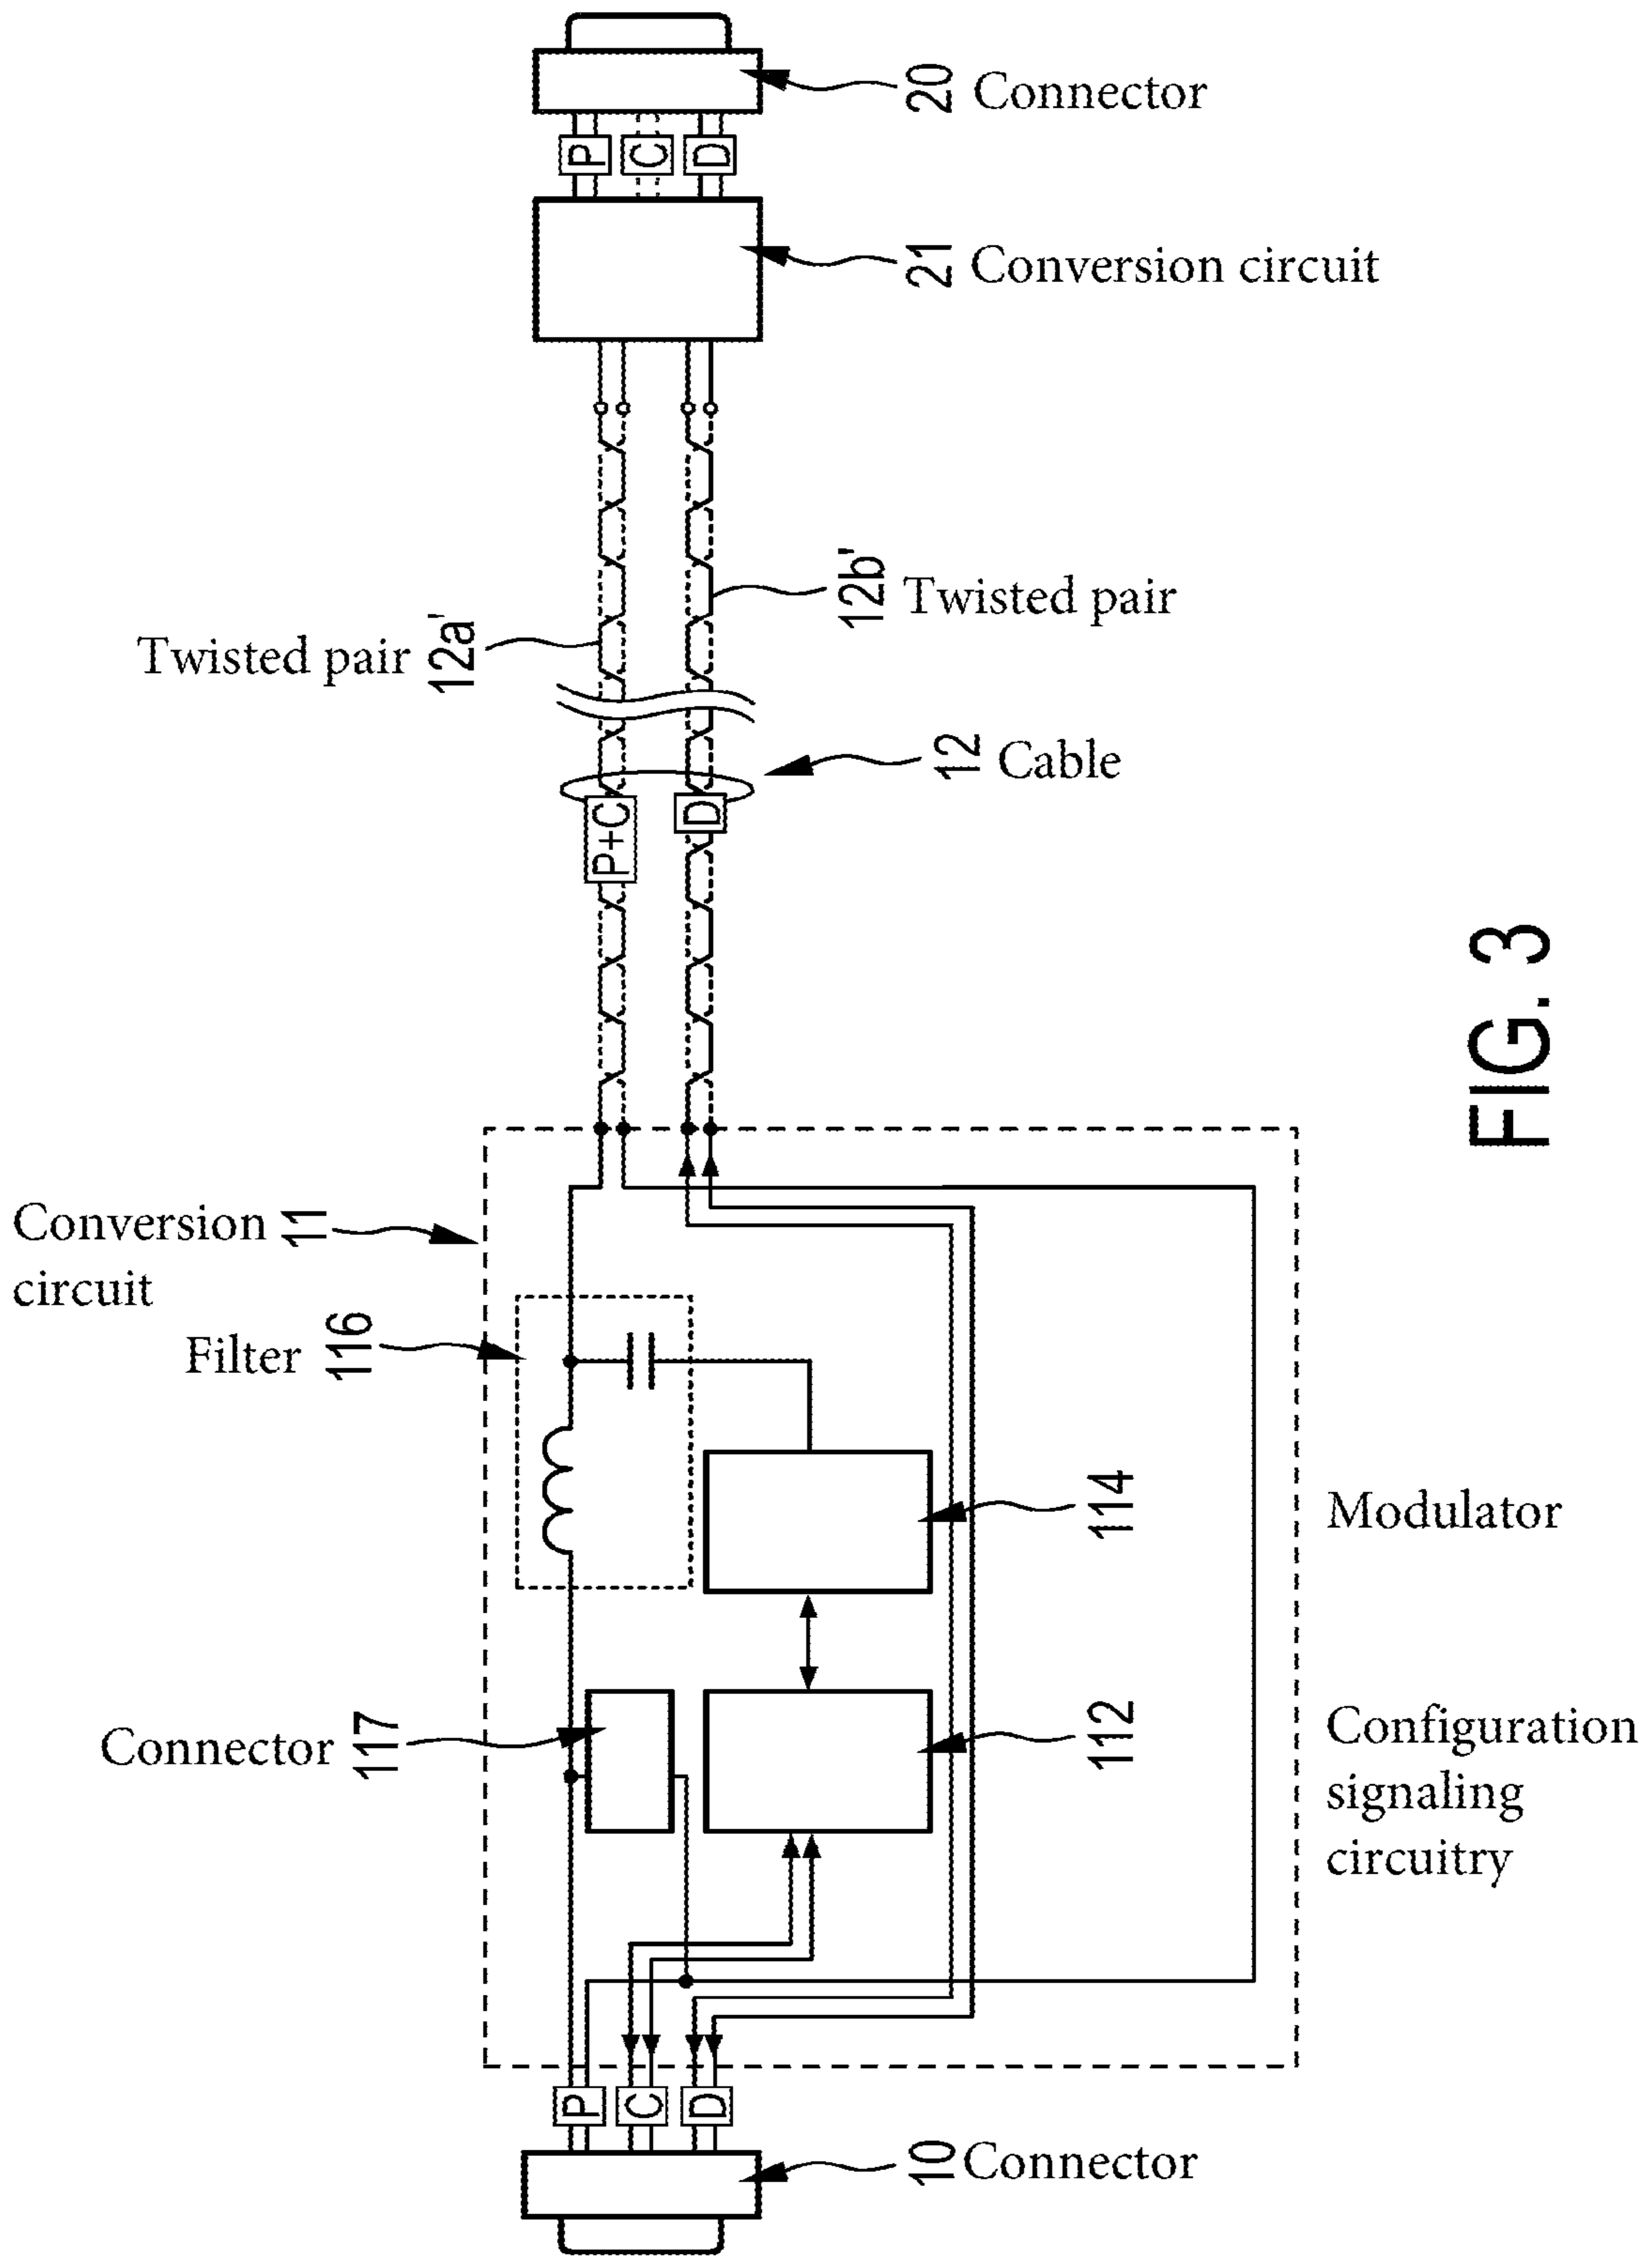 20 Connector
P
C
D
21 Conversion circuit
12b' Twisted pair
Twisted pair 12a'
12 Cable
P+C
D
FIG. 3
Conversion 11
circuit
Filter 116
114
Modulator
Connector 117
112
Configuration
signaling
circuitry
P
C
D
10 Connector